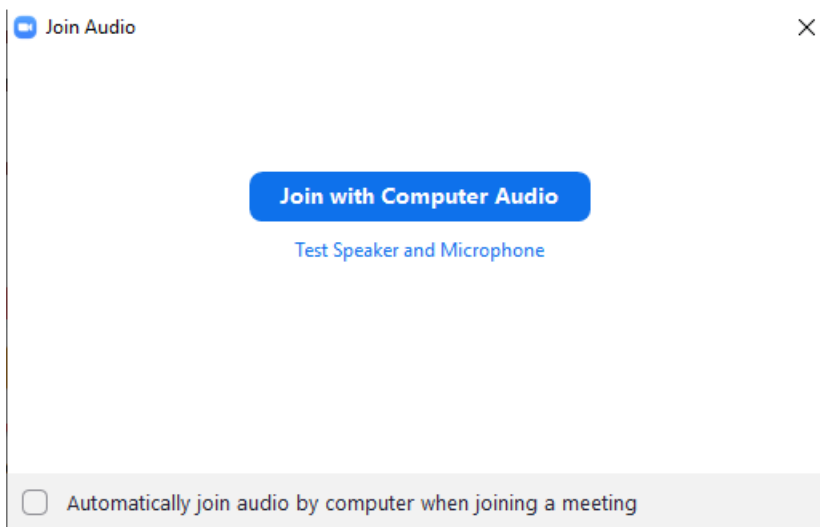 Join Audio
Join with Computer Audio
Test Speaker and Microphone
Automatically join audio by computer when joining a meeting